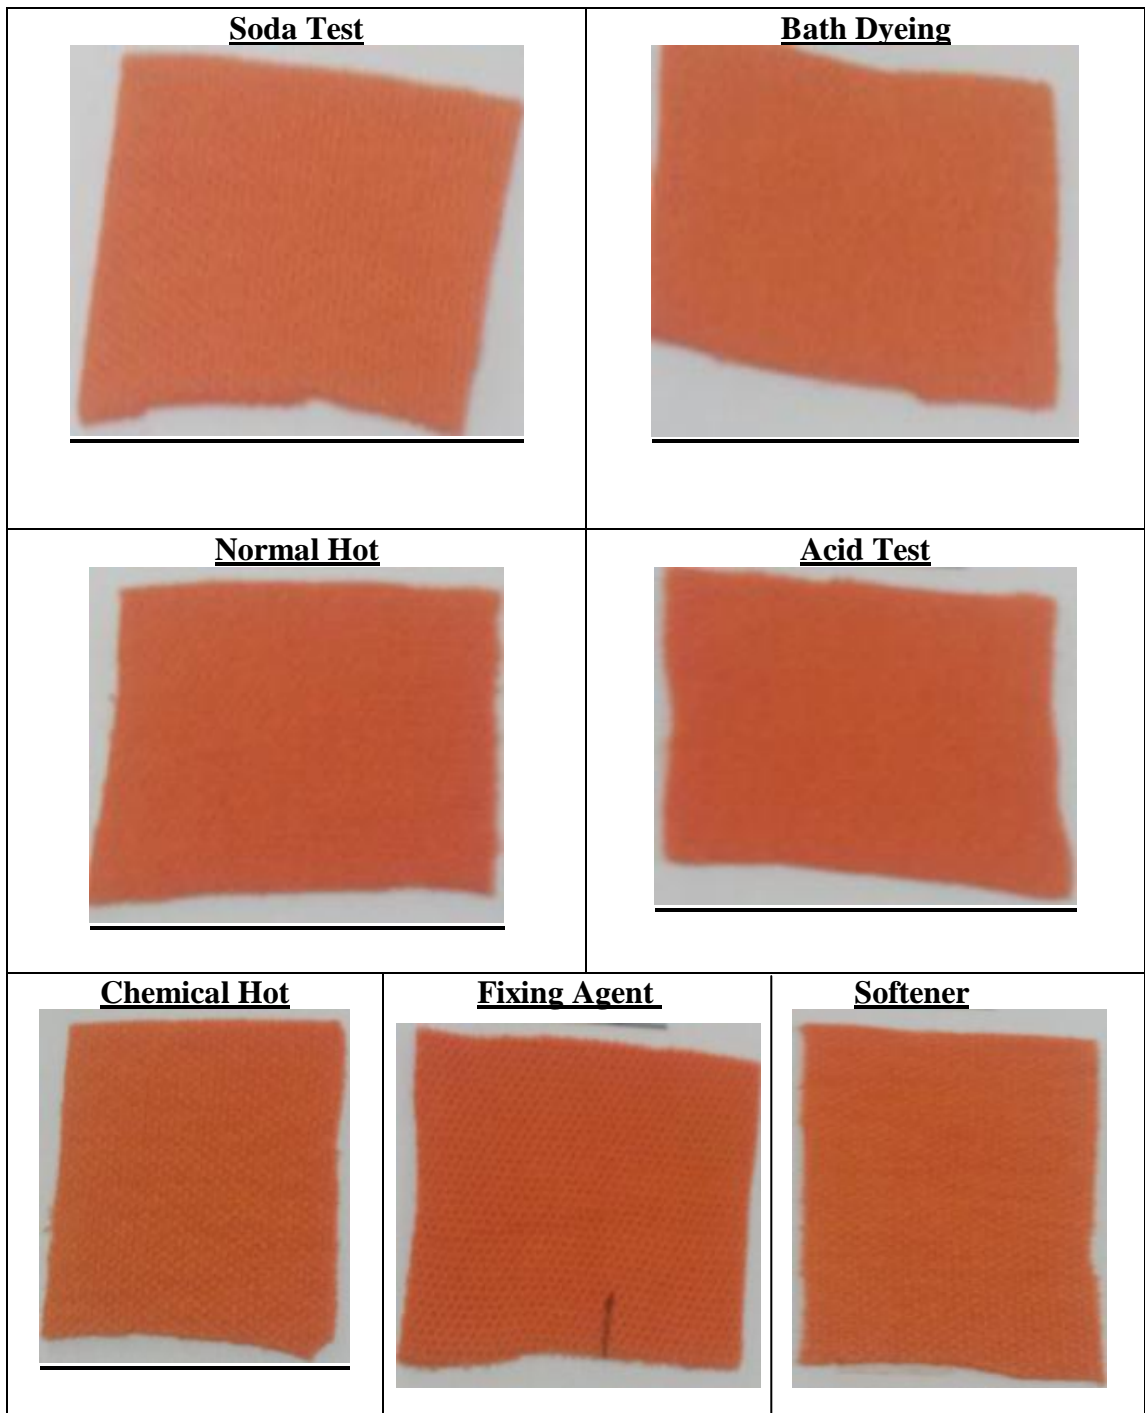 Soda Test
Bath Dyeing
Normal Hot
Acid Test
Chemical Hot
Fixing Agent
Softener